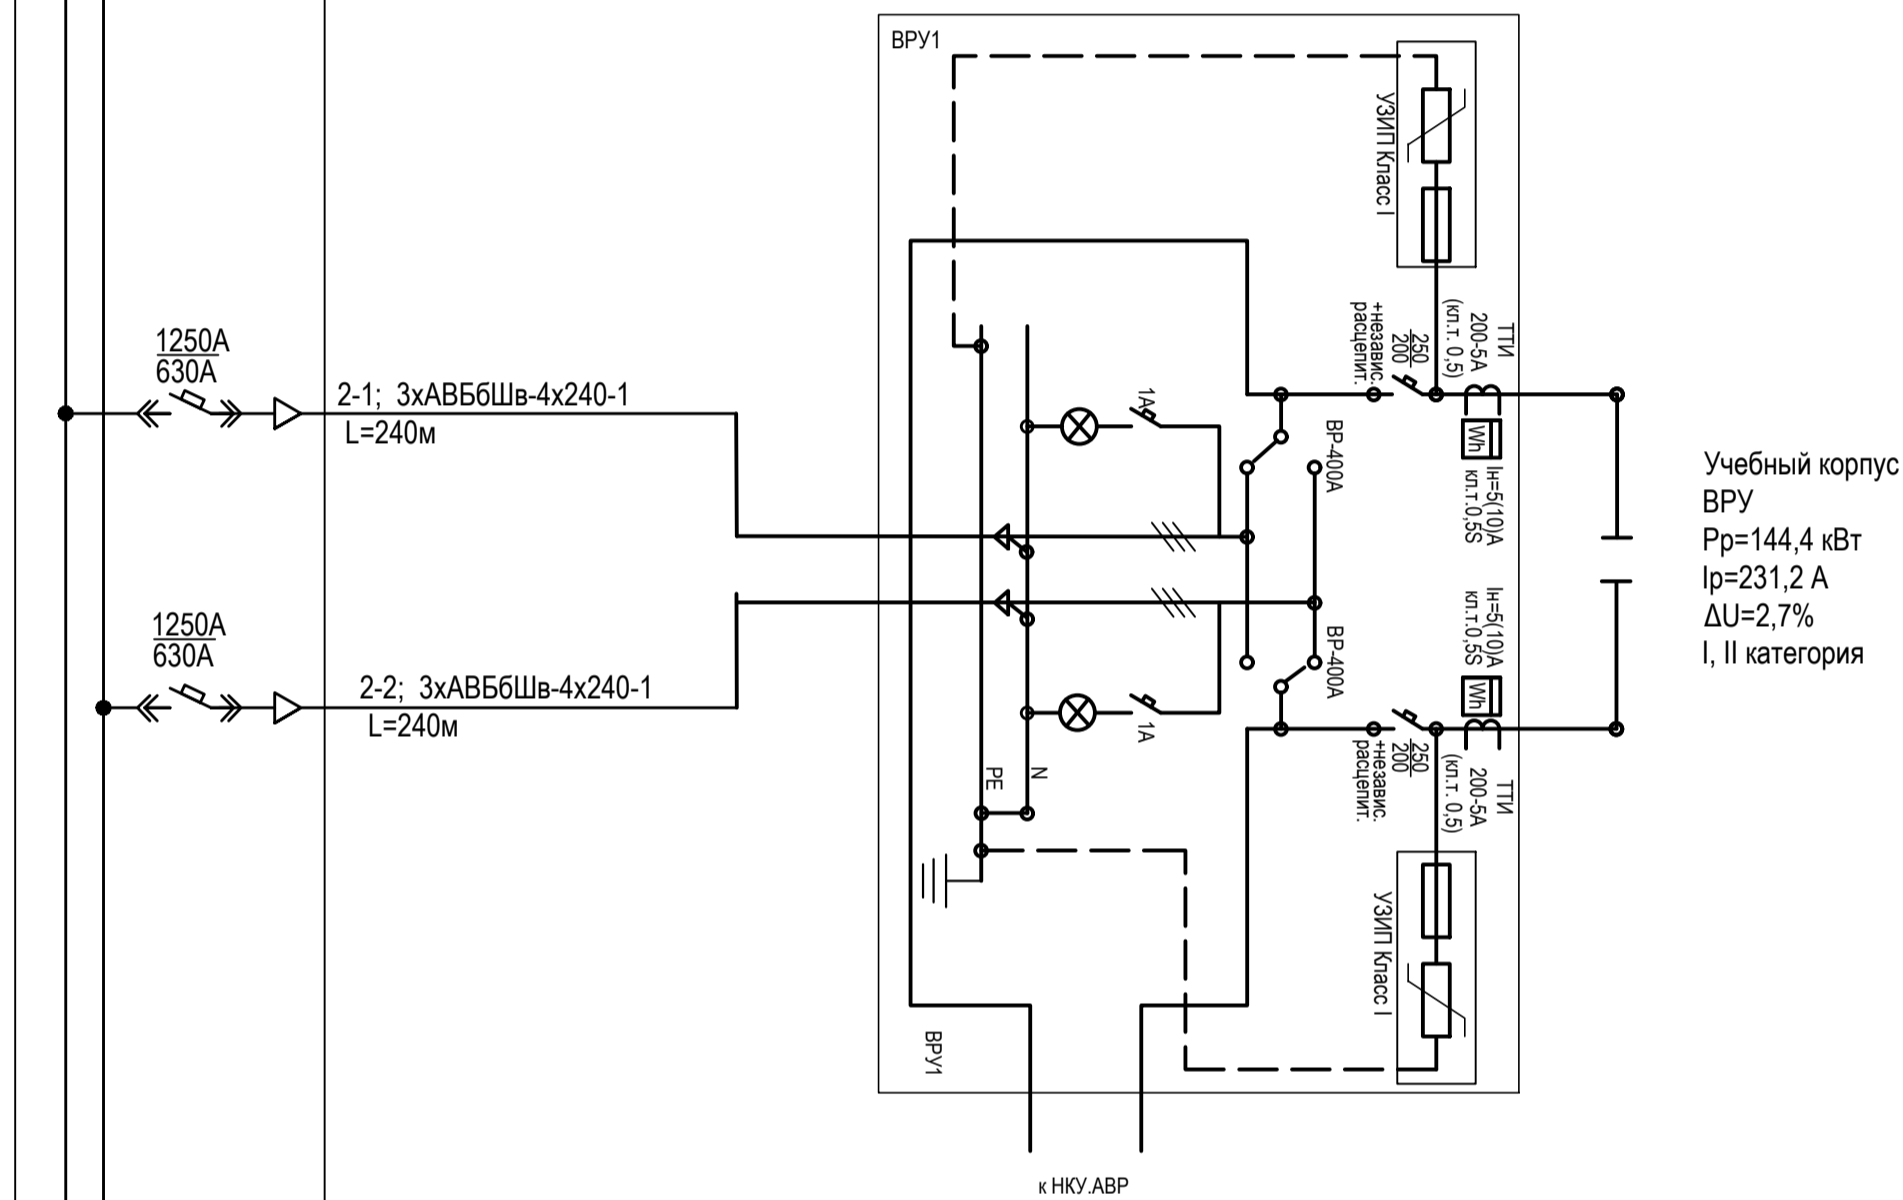 ВРУ1
УЗИП Класс I
1250А
630А
2-1; 3хАВБбШв-4х240-1
L=240м
+независ.
расцепит.
250
200
ТТИ
200-5А
(кл.т. 0,5)
1А
ВР-400А
Wh
Iн=5(10)А
кл.т.0,5S
Учебный корпус
ВРУ
Рр=144,4 кВт
Iр=231,2 А
ΔU=2,7%
I, II категория
1250А
630А
2-2; 3хАВБбШв-4х240-1
L=240м
ВР-400А
Iн=5(10)А
кл.т.0,5S
Wh
1А
PE
N
+независ.
расцепит.
250
200
ТТИ
200-5А
(кл.т. 0,5)
УЗИП Класс I
ВРУ1
к НКУ.АВР